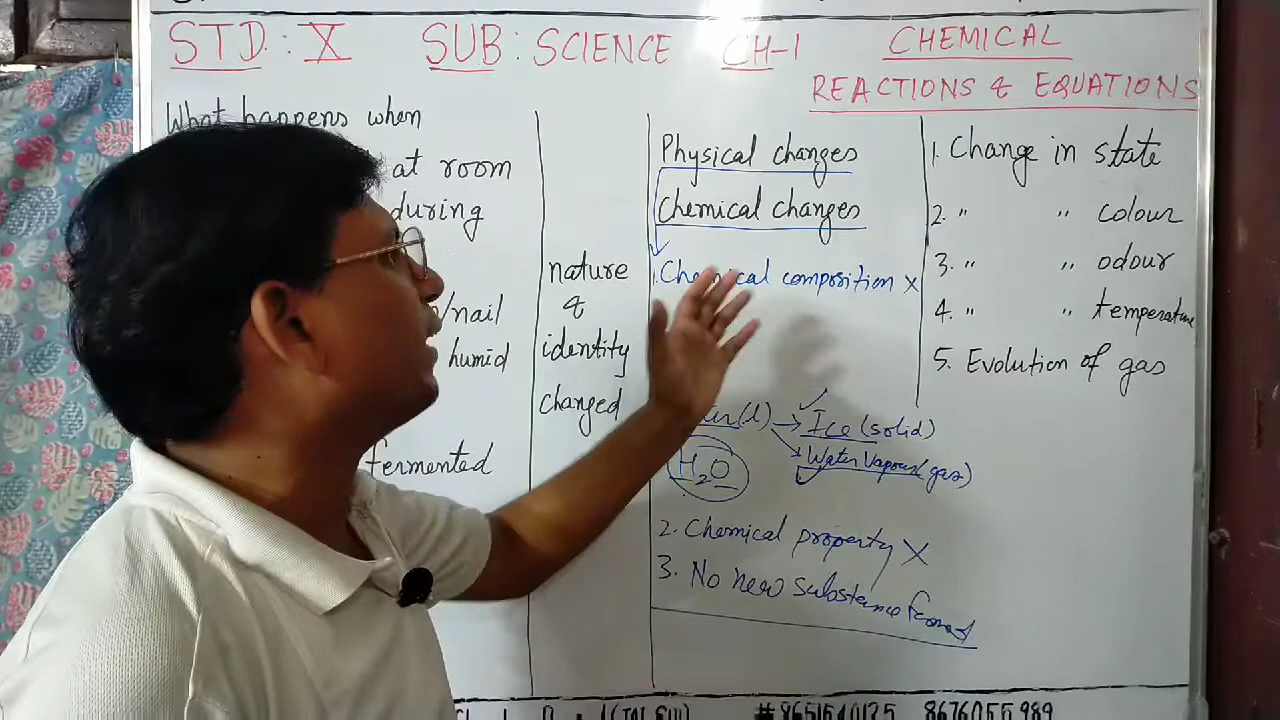 STD : X SUB : SCIENCE CH-1 CHEMICAL
REACTIONS & EQUATIONS
What happens when
at room
during
/nail
humid
fermented
nature
&
identity
changed
Physical changes
Chemical changes
1. Chemical composition ×
(l) → Ice (solid)
→ Water Vapour (gas)
H₂O
2. Chemical property ×
3. No new substance formed
1. Change in state
2. " " colour
3. " " odour
4. " " temperature
5. Evolution of gas
8676055989